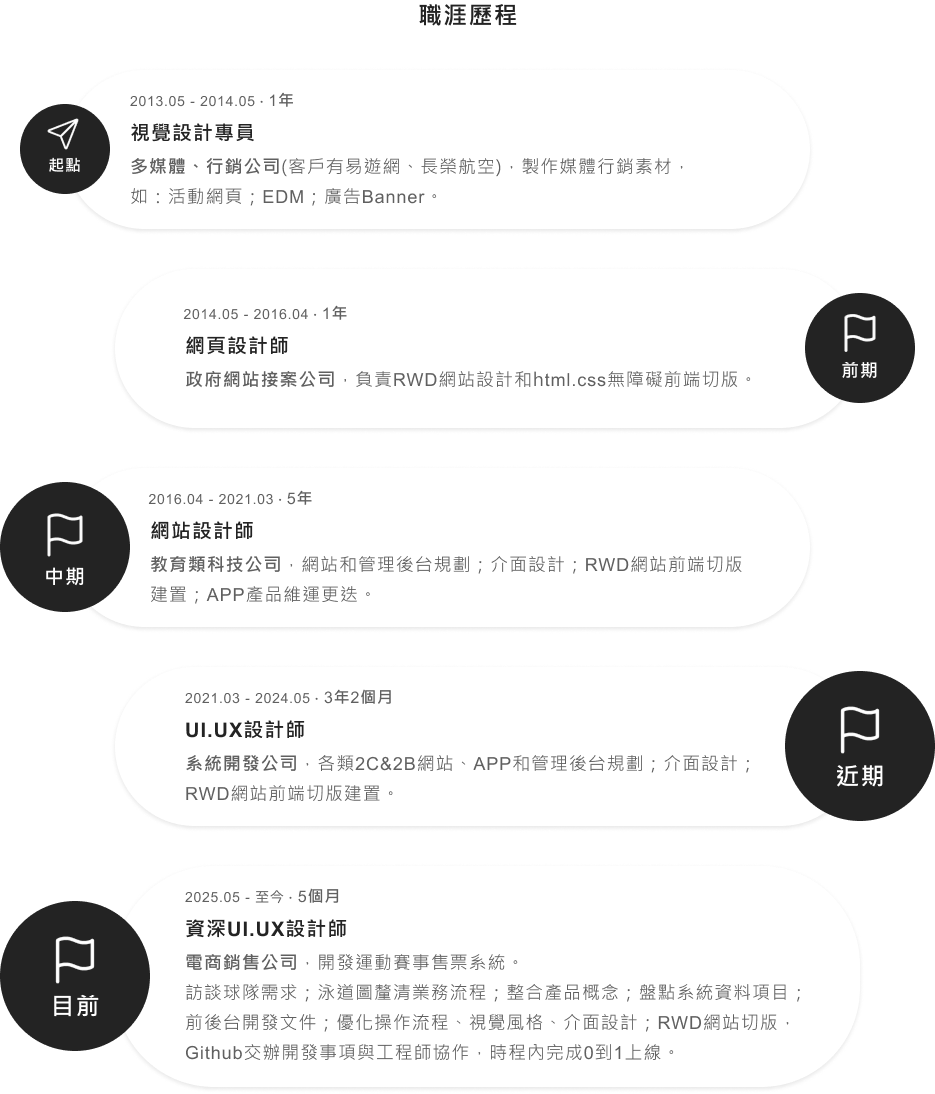 職涯歷程
2013.05 - 2014.05 · 1年
視覺設計專員
起點
多媒體、行銷公司(客戶有易遊網、長榮航空)，製作媒體行銷素材，
如：活動網頁；EDM；廣告Banner。
2014.05 - 2016.04 · 1年
網頁設計師
前期
政府網站接案公司，負責RWD網站設計和html.css無障礙前端切版。
2016.04 - 2021.03 · 5年
網站設計師
中期
教育類科技公司，網站和管理後台規劃；介面設計；RWD網站前端切版
建置；APP產品維運更迭。
2021.03 - 2024.05 · 3年2個月
UI.UX設計師
近期
系統開發公司，各類2C&2B網站、APP和管理後台規劃；介面設計；
RWD網站前端切版建置。
2025.05 - 至今 · 5個月
資深UI.UX設計師
目前
電商銷售公司，開發運動賽事售票系統。
訪談球隊需求；泳道圖釐清業務流程；整合產品概念；盤點系統資料項目；
前後台開發文件；優化操作流程、視覺風格、介面設計；RWD網站切版，
Github交辦開發事項與工程師協作，時程內完成0到1上線。